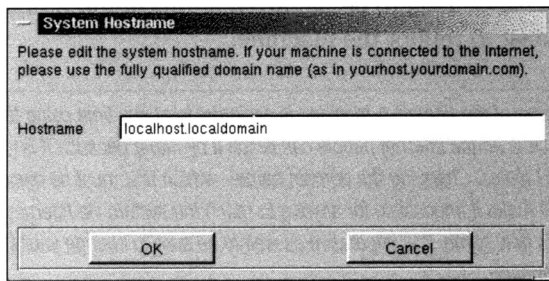 System Hostname
Please edit the system hostname. If your machine is connected to the Internet,
please use the fully qualified domain name (as in yourhost.yourdomain.com).
Hostname localhost.localdomain
OK Cancel